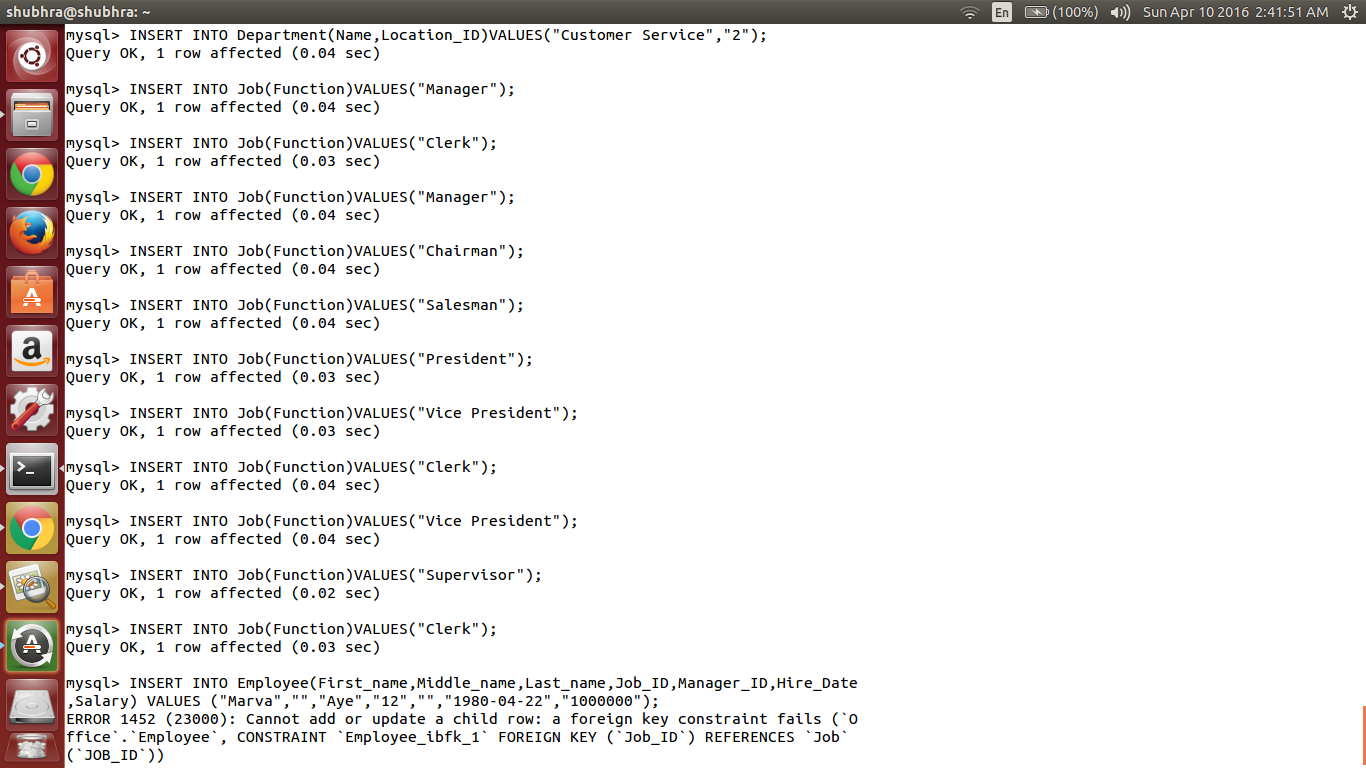 shubhra@shubhra: ~
En
(100%)
Sun Apr 10 2016 2:41:51 AM
mysql> INSERT INTO Department(Name,Location_ID)VALUES("Customer Service","2");
Query OK, 1 row affected (0.04 sec)
mysql> INSERT INTO Job(Function)VALUES("Manager");
Query OK, 1 row affected (0.04 sec)
mysql> INSERT INTO Job(Function)VALUES("Clerk");
Query OK, 1 row affected (0.03 sec)
mysql> INSERT INTO Job(Function)VALUES("Manager");
Query OK, 1 row affected (0.04 sec)
mysql> INSERT INTO Job(Function)VALUES("Chairman");
Query OK, 1 row affected (0.04 sec)
mysql> INSERT INTO Job(Function)VALUES("Salesman");
Query OK, 1 row affected (0.04 sec)
mysql> INSERT INTO Job(Function)VALUES("President");
Query OK, 1 row affected (0.03 sec)
mysql> INSERT INTO Job(Function)VALUES("Vice President");
Query OK, 1 row affected (0.03 sec)
mysql> INSERT INTO Job(Function)VALUES("Clerk");
Query OK, 1 row affected (0.04 sec)
mysql> INSERT INTO Job(Function)VALUES("Vice President");
Query OK, 1 row affected (0.04 sec)
mysql> INSERT INTO Job(Function)VALUES("Supervisor");
Query OK, 1 row affected (0.02 sec)
mysql> INSERT INTO Job(Function)VALUES("Clerk");
Query OK, 1 row affected (0.03 sec)
mysql> INSERT INTO Employee(First_name,Middle_name,Last_name,Job_ID,Manager_ID,Hire_Date
,Salary) VALUES ("Marva","","Aye","12","","1980-04-22","1000000");
ERROR 1452 (23000): Cannot add or update a child row: a foreign key constraint fails (`O
ffice`.`Employee`, CONSTRAINT `Employee_ibfk_1` FOREIGN KEY (`Job_ID`) REFERENCES `Job`
(`JOB_ID`))